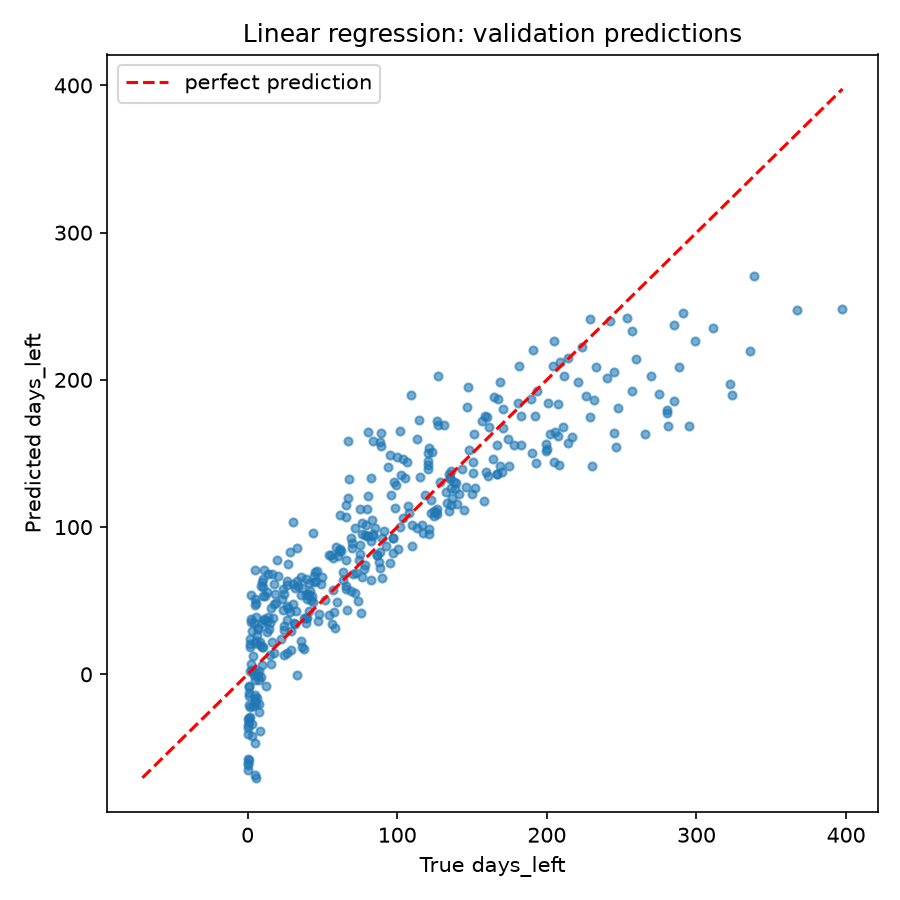 Linear regression: validation predictions
perfect prediction
400
300
200
100
0
Predicted days_left
0 100 200 300 400
True days_left